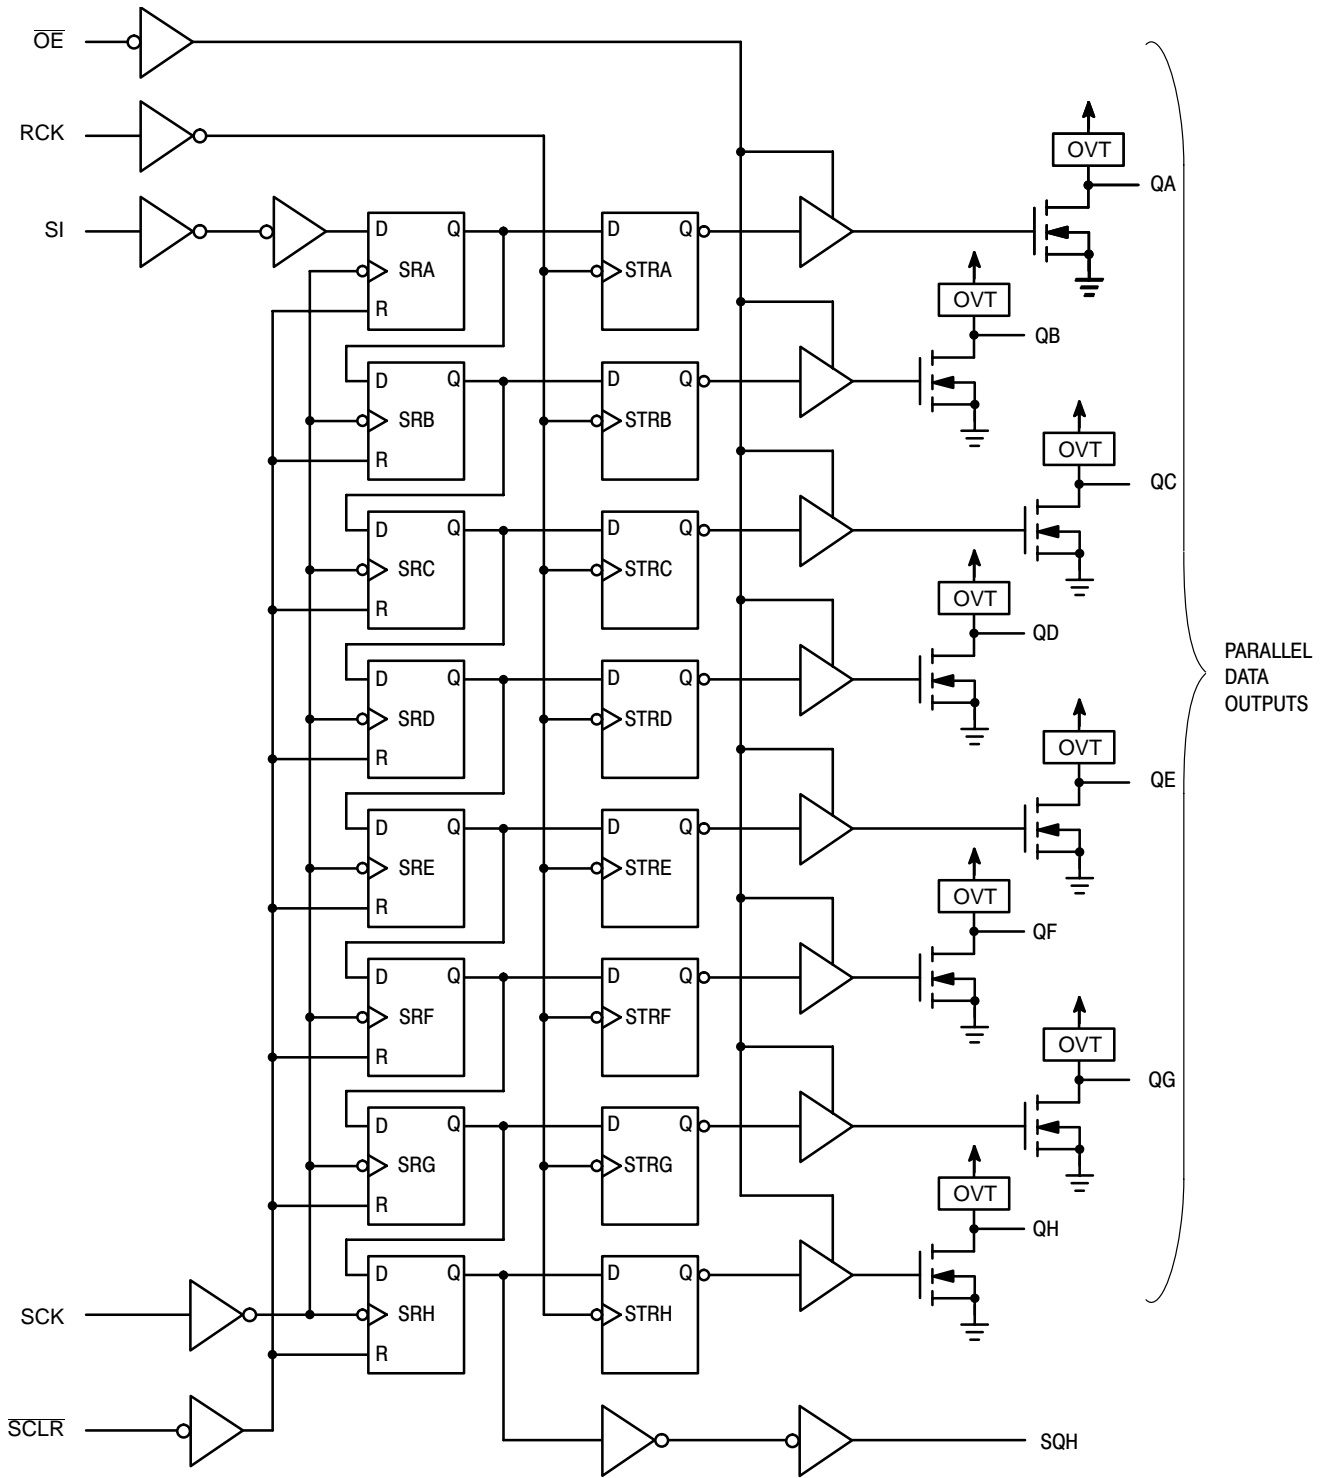 OE
RCK
OVT
QA
SI
D Q SRA R
D Q STRA
OVT
QB
D Q SRB R
D Q STRB
OVT
QC
D Q SRC R
D Q STRC
OVT
QD
D Q SRD R
D Q STRD
PARALLEL
DATA
OUTPUTS
OVT
QE
D Q SRE R
D Q STRE
OVT
QF
D Q SRF R
D Q STRF
OVT
QG
D Q SRG R
D Q STRG
OVT
QH
D Q SRH R
D Q STRH
SCK
SCLR
SQH